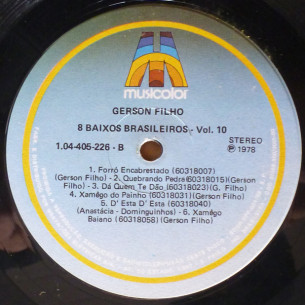 musicolor
GERSON FILHO
8 BAIXOS BRASILEIROS - Vol. 10
1.04-405-226 - B
STEREO
℗ 1978
1. Forró Encabrestado (60318007)
(Gerson Filho) - 2. Quebrando Pedra(60318015)(Gerson
Filho) - 3. Dá Quem Te Dão (60318023)(G. Filho)
4. Xamêgo do Painho (60318031)(Gerson
Filho) - 5. D' Esta D' Esta (60318040)
(Anastácia - Dominguinhos) - 6. Xamêgo
Baiano (60318058)(Gerson Filho)